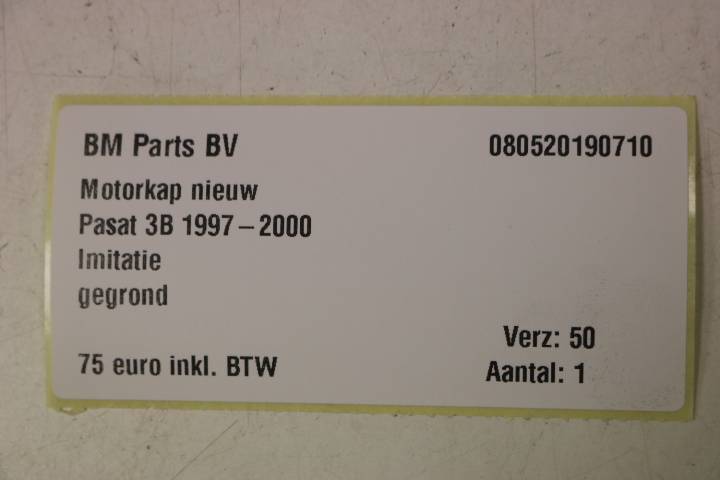 BM Parts BV 080520190710
Motorkap nieuw
Pasat 3B 1997 – 2000
Imitatie
gegrond
Verz: 50
75 euro inkl. BTW Aantal: 1